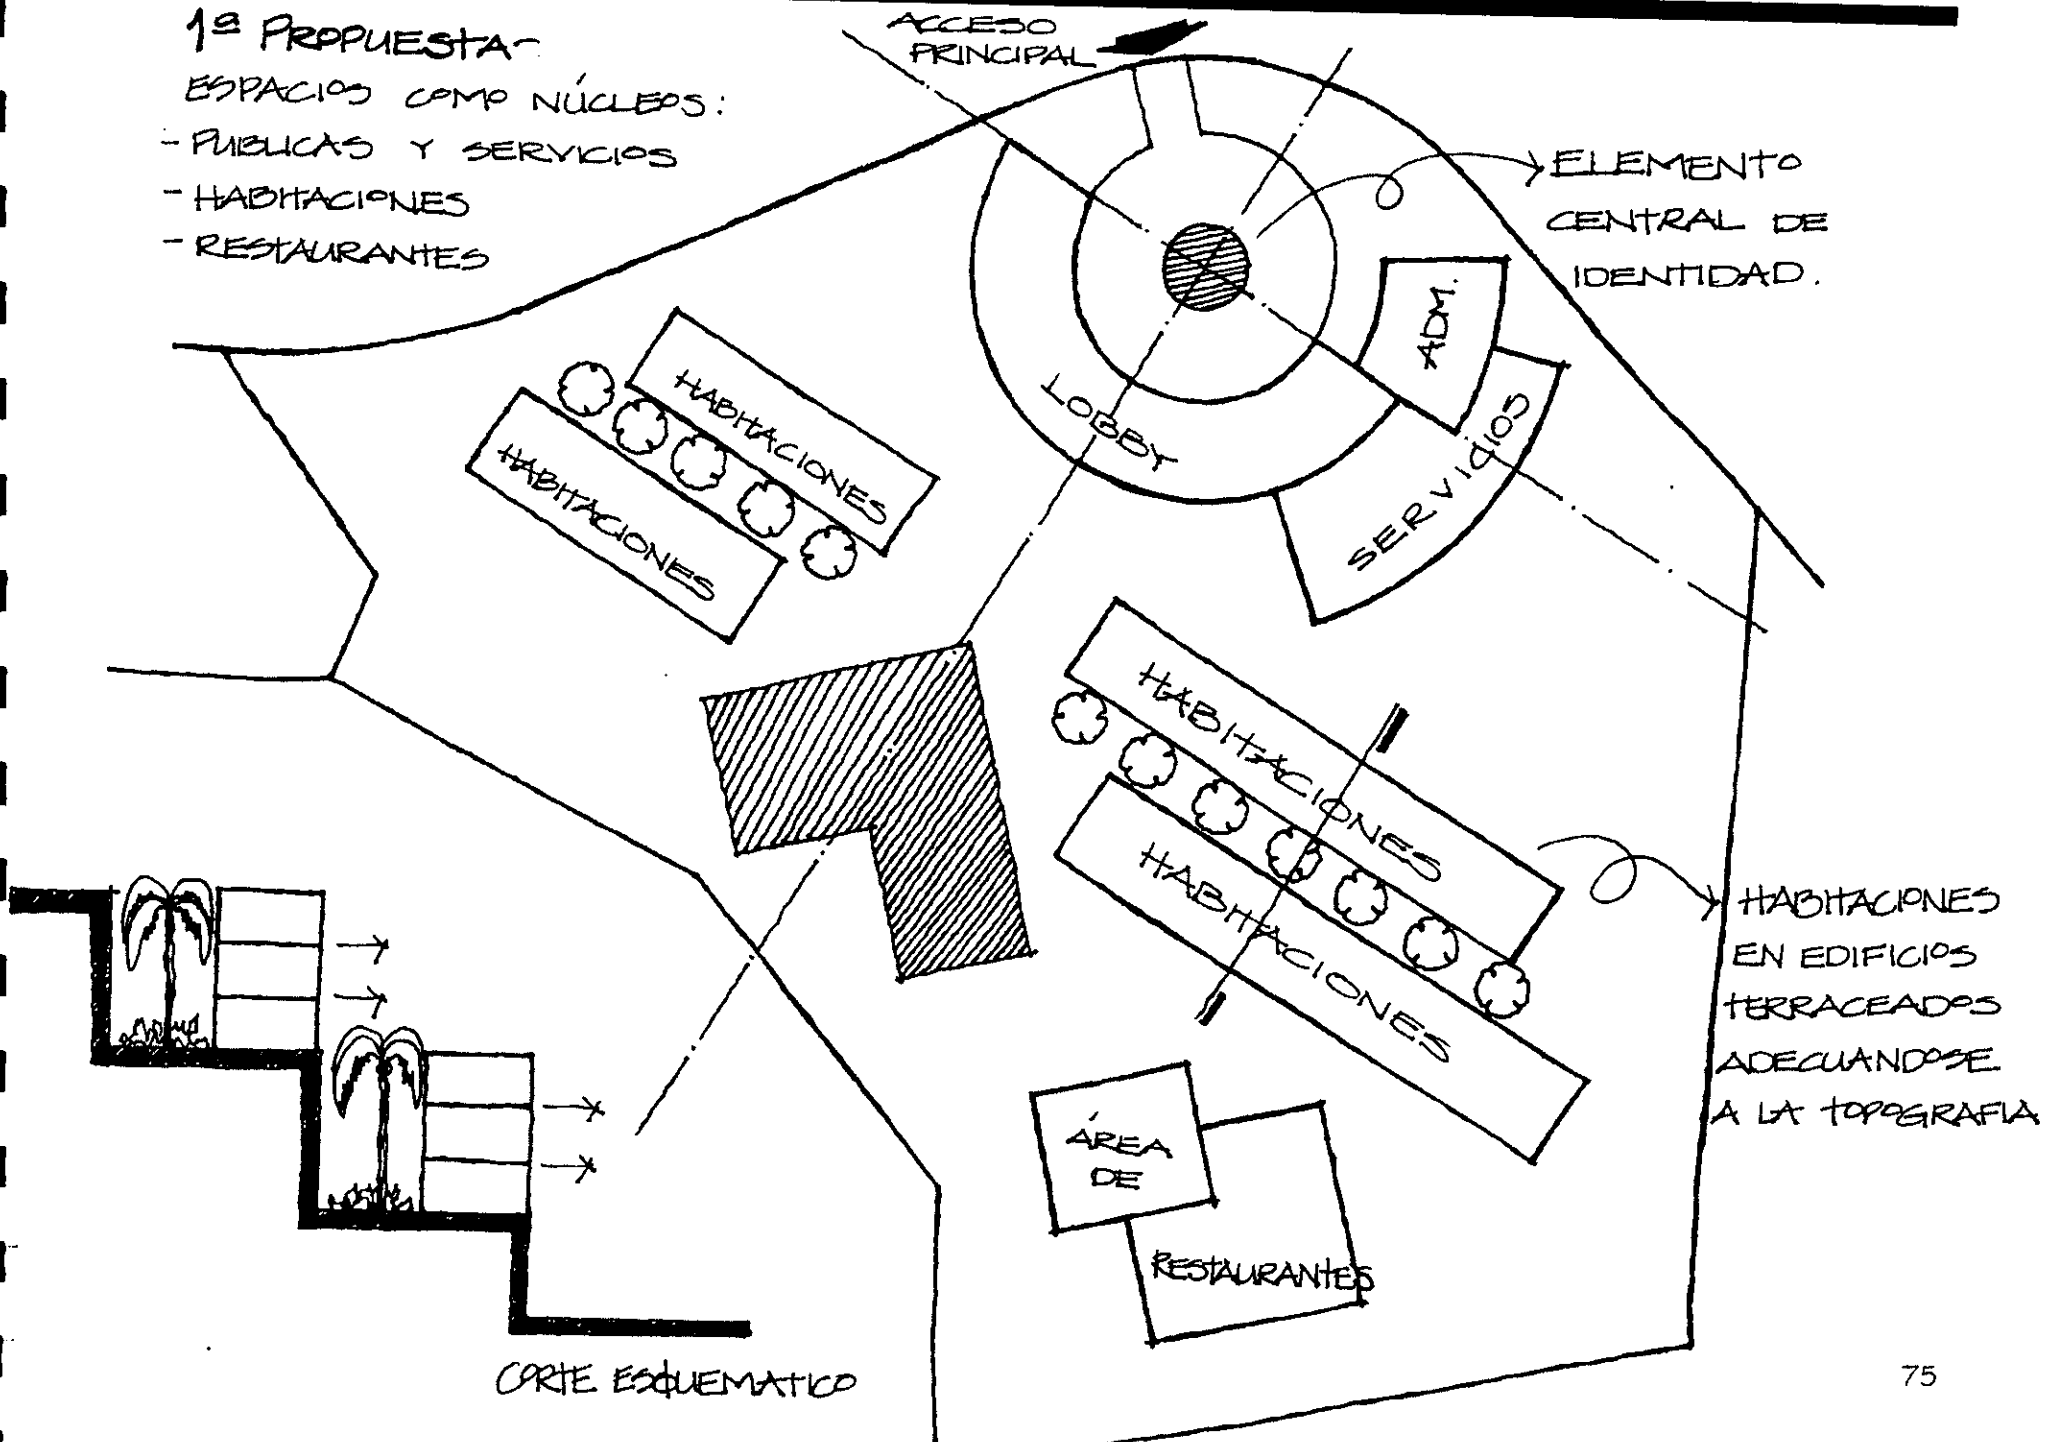 1ª PROPUESTA-
ESPACIOS COMO NÚCLEOS:
- PUBLICAS Y SERVICIOS
- HABITACIONES
- RESTAURANTES
ACCESO
PRINCIPAL
ELEMENTO
CENTRAL DE
IDENTIDAD.
ADM.
LOBBY
SERVICIOS
HABITACIONES
HABITACIONES
HABITACIONES
HABITACIONES
HABITACIONES
EN EDIFICIOS
TERRACEADOS
ADECUANDOSE
A LA TOPOGRAFIA
ÁREA
DE
RESTAURANTES
CORTE ESQUEMATICO
75